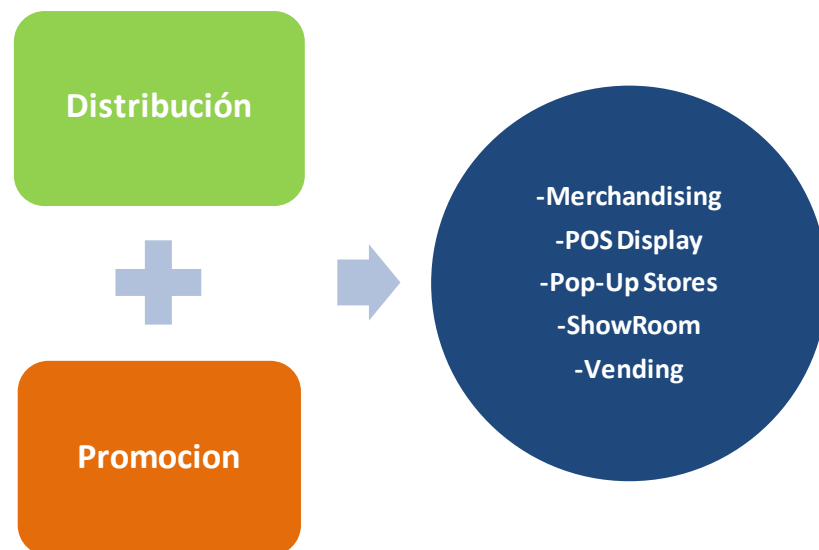 Distribución
Promocion
-Merchandising
-POS Display
-Pop-Up Stores
-ShowRoom
-Vending